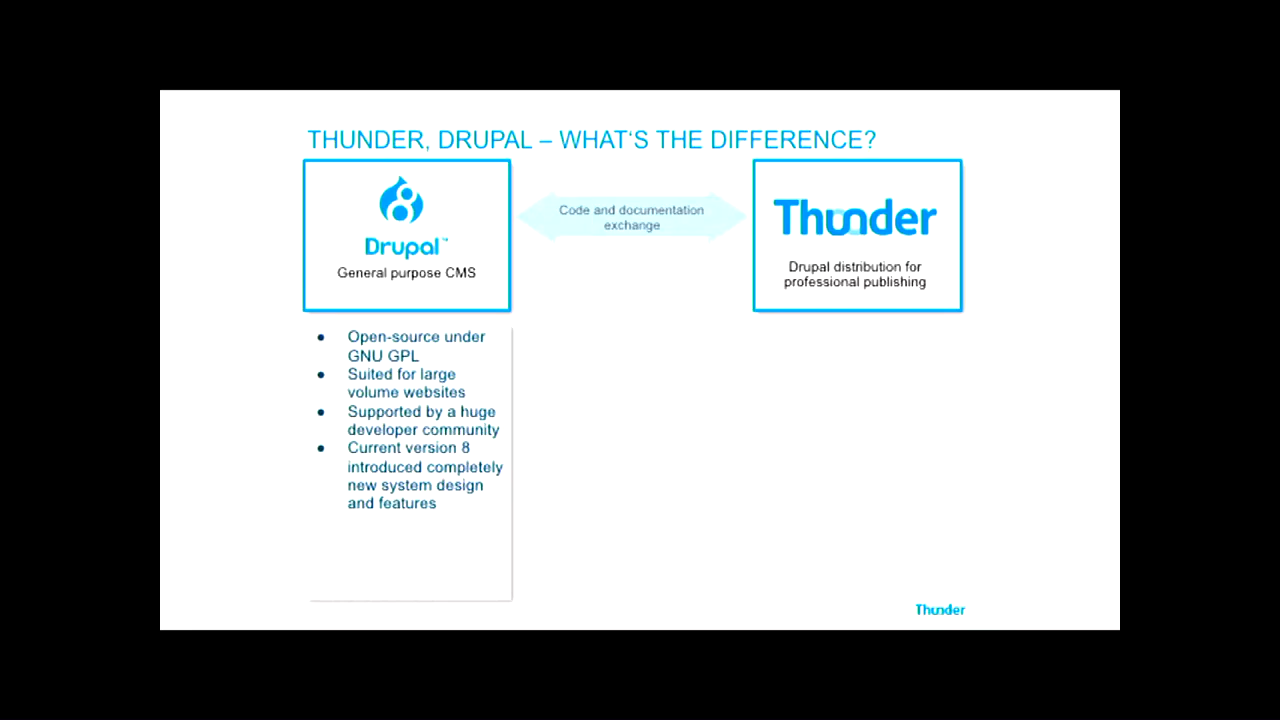 THUNDER, DRUPAL – WHAT'S THE DIFFERENCE?
Drupal™
General purpose CMS
Code and documentation
exchange
Thunder
Drupal distribution for
professional publishing
● Open-source under
GNU GPL
● Suited for large
volume websites
● Supported by a huge
developer community
● Current version 8
introduced completely
new system design
and features
Thunder